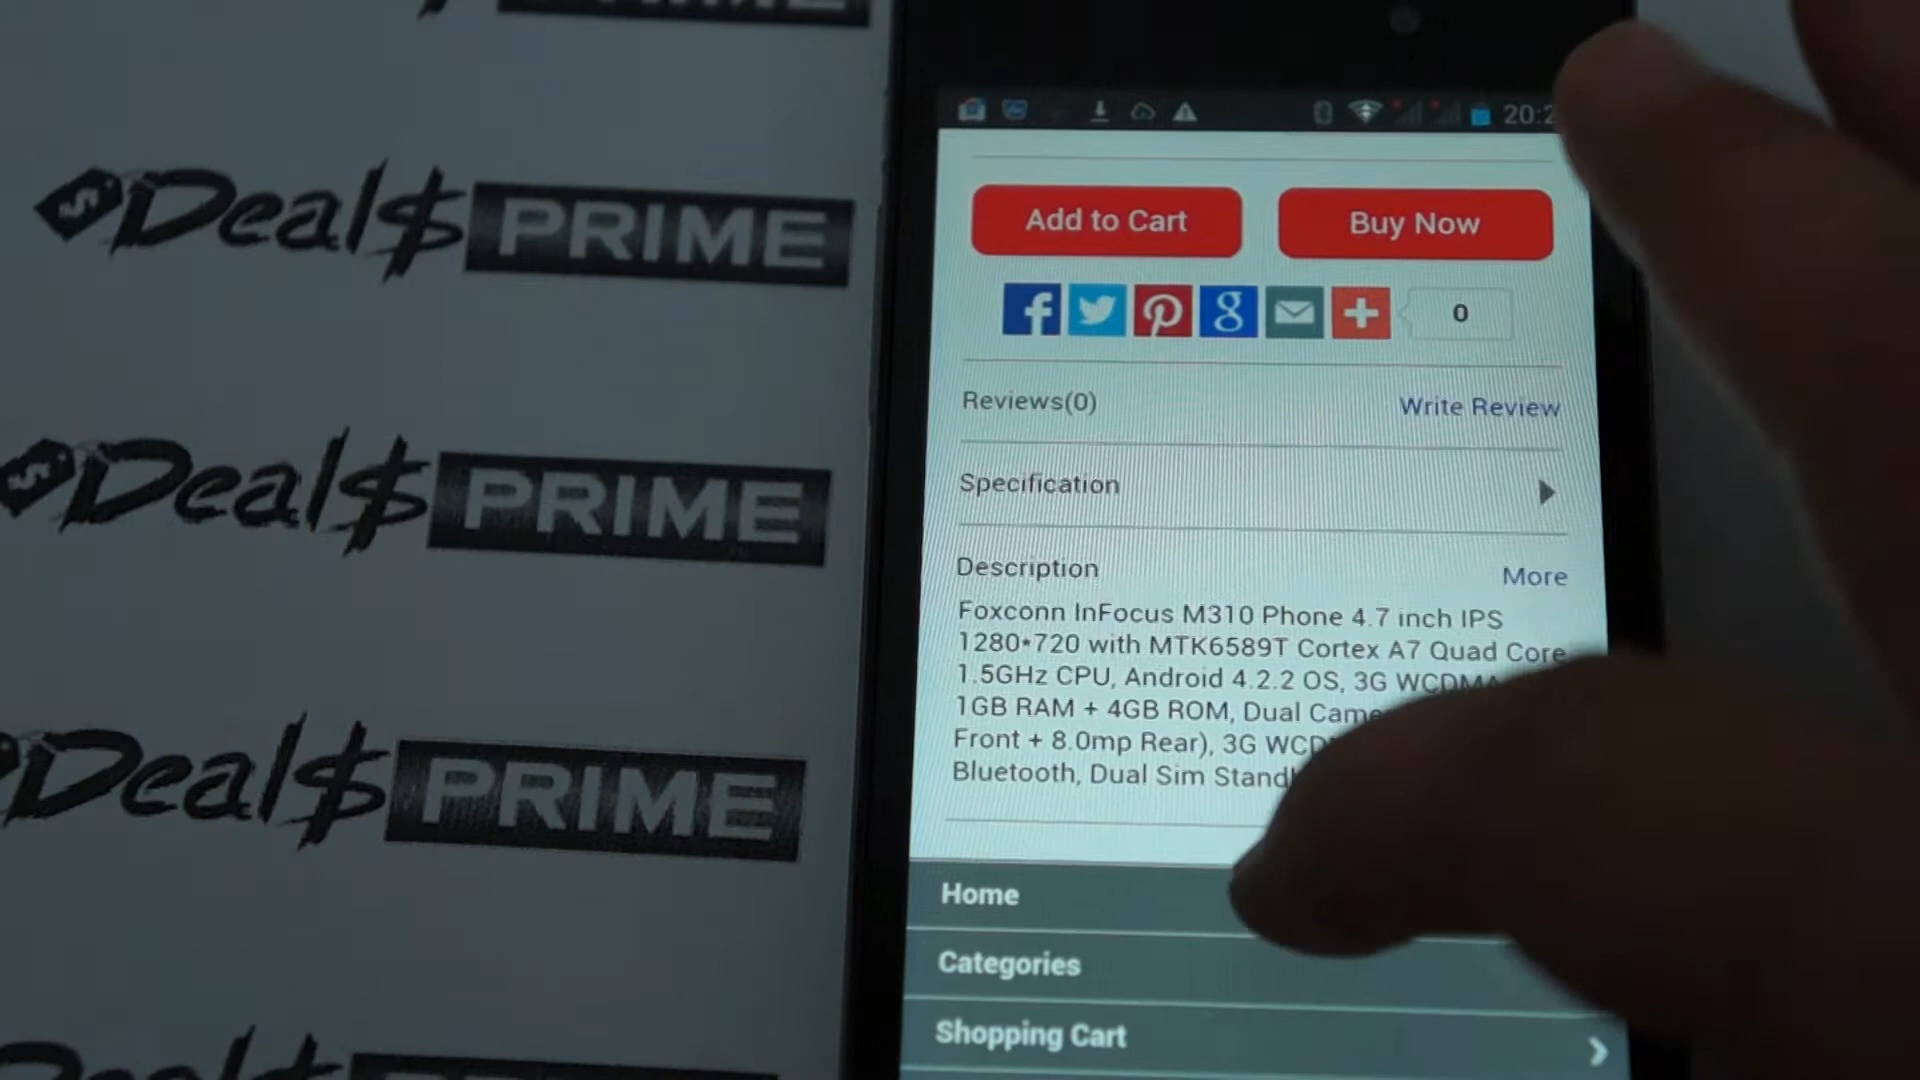 Deal$ PRIME
Deal$ PRIME
Deal$ PRIME
Add to Cart
Buy Now
0
Reviews(0)
Write Review
Specification
Description
More
Foxconn InFocus M310 Phone 4.7 inch IPS
1280*720 with MTK6589T Cortex A7 Quad Core
1.5GHz CPU, Android 4.2.2 OS, 3G WCDMA
1GB RAM + 4GB ROM, Dual
Front + 8.0mp Rear), 3G
Bluetooth, Dual Sim
Home
Categories
Shopping Cart